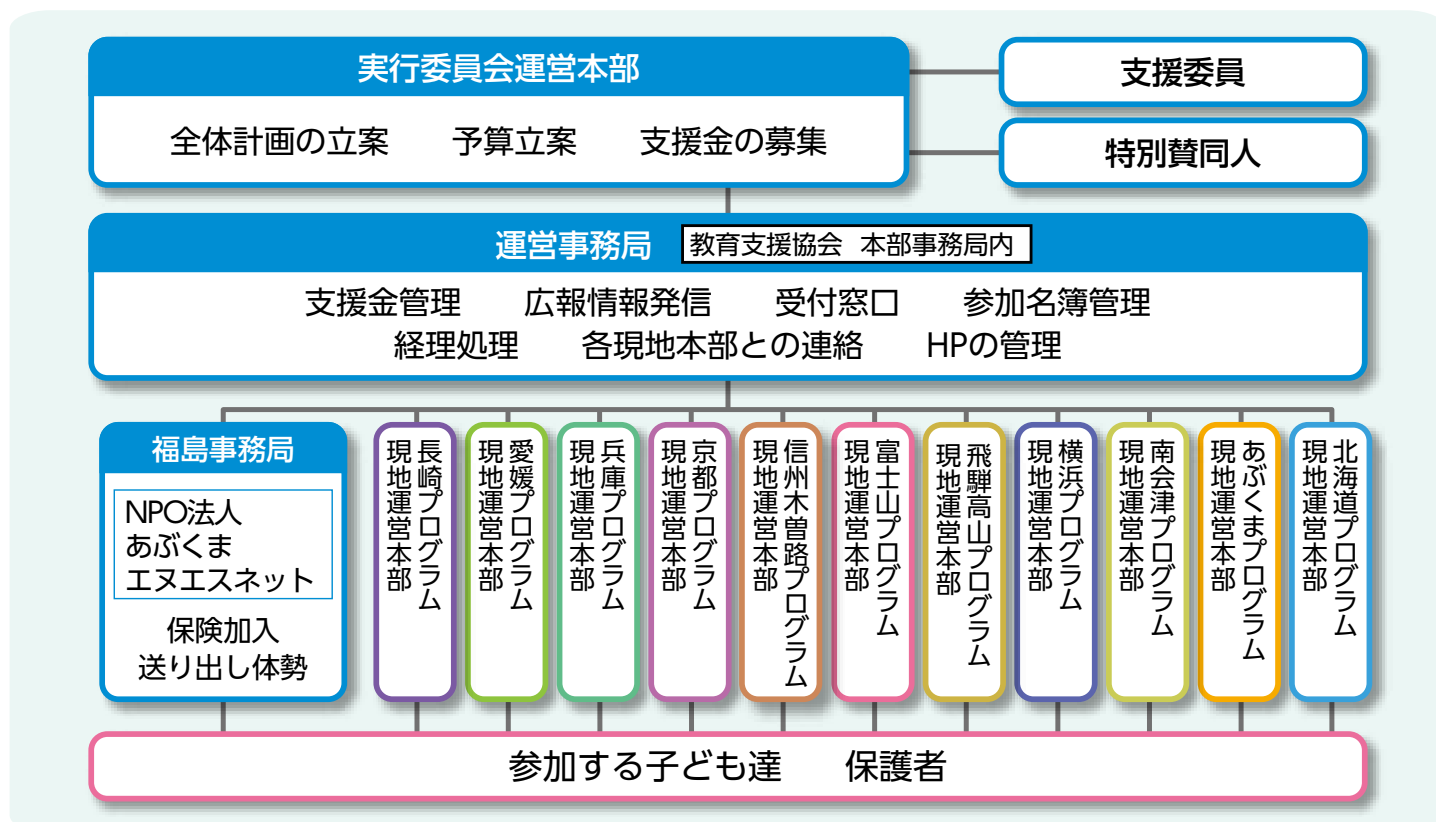 実行委員会運営本部
全体計画の立案　予算立案　支援金の募集
支援委員
特別賛同人
運営事務局　教育支援協会　本部事務局内
支援金管理　広報情報発信　受付窓口　参加名簿管理
経理処理　各現地本部との連絡　HPの管理
福島事務局
NPO法人
あぶくま
エヌエスネット
保険加入
送り出し体勢
長崎プログラム
現地運営本部
愛媛プログラム
現地運営本部
兵庫プログラム
現地運営本部
京都プログラム
現地運営本部
信州木曽路プログラム
現地運営本部
富士山プログラム
現地運営本部
飛騨高山プログラム
現地運営本部
横浜プログラム
現地運営本部
南会津プログラム
現地運営本部
あぶくまプログラム
現地運営本部
北海道プログラム
現地運営本部
参加する子ども達　保護者